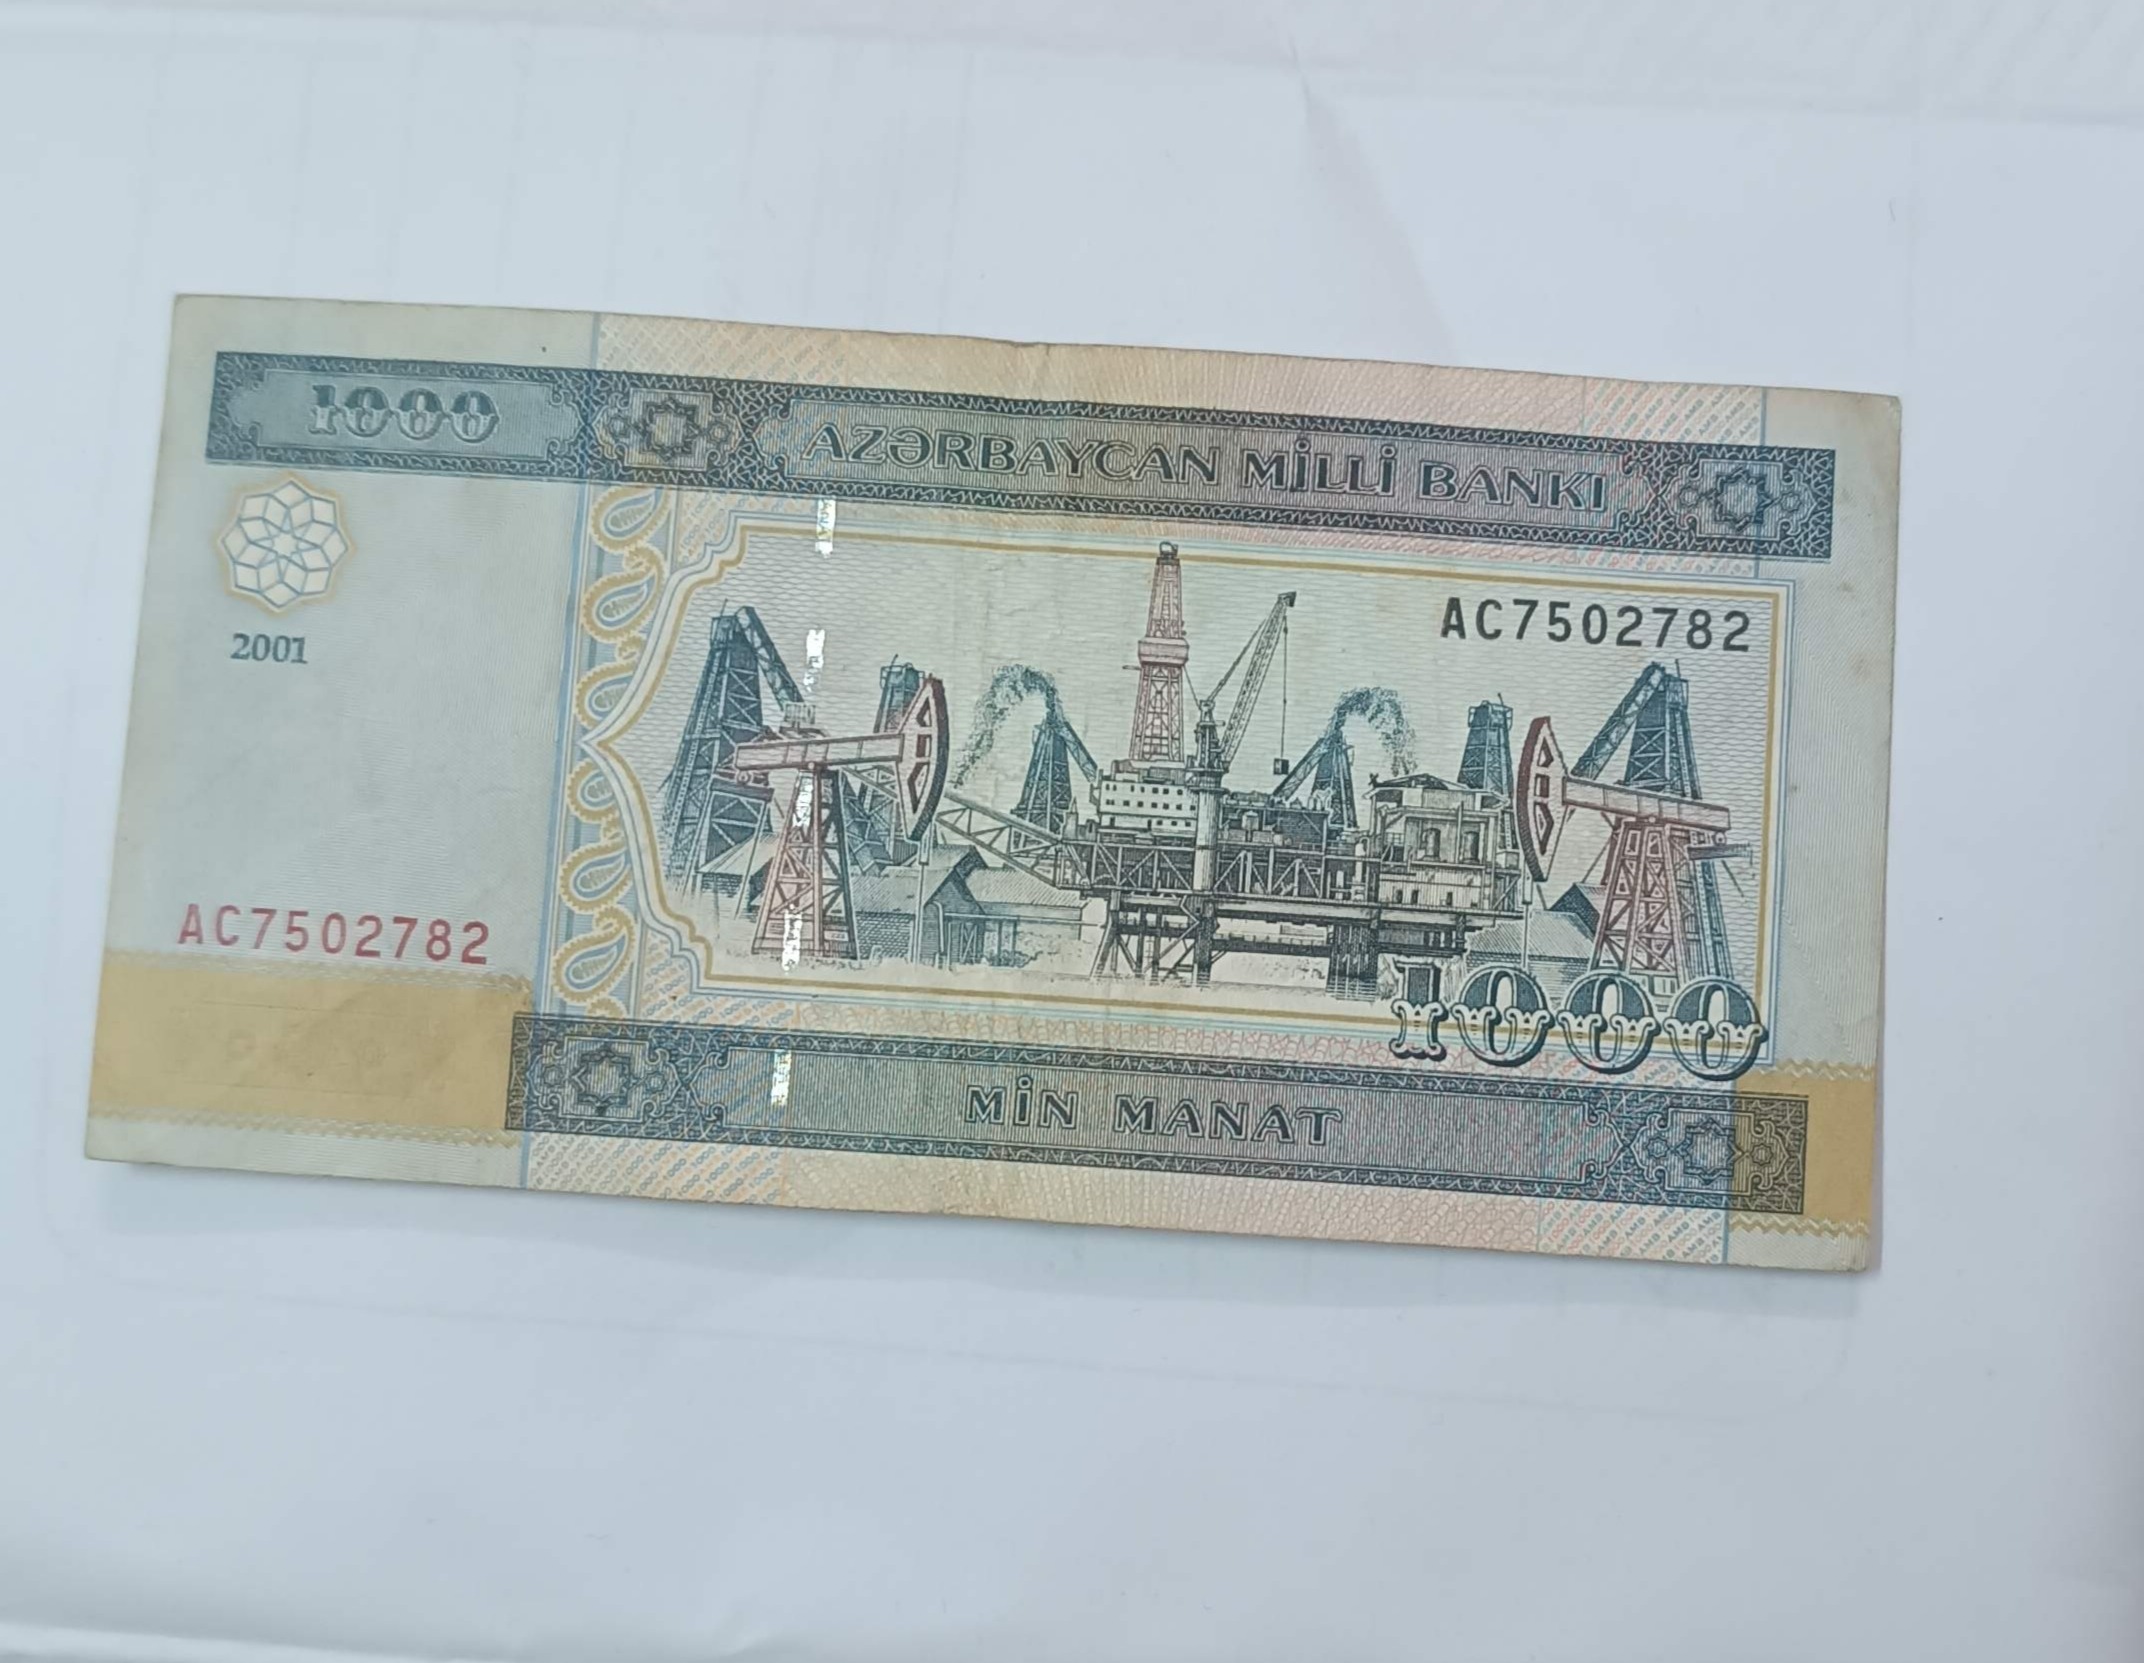 1000
AZƏRBAYCAN MİLLİ BANKI
2001
AC7502782
AC7502782
1000
MİN MANAT